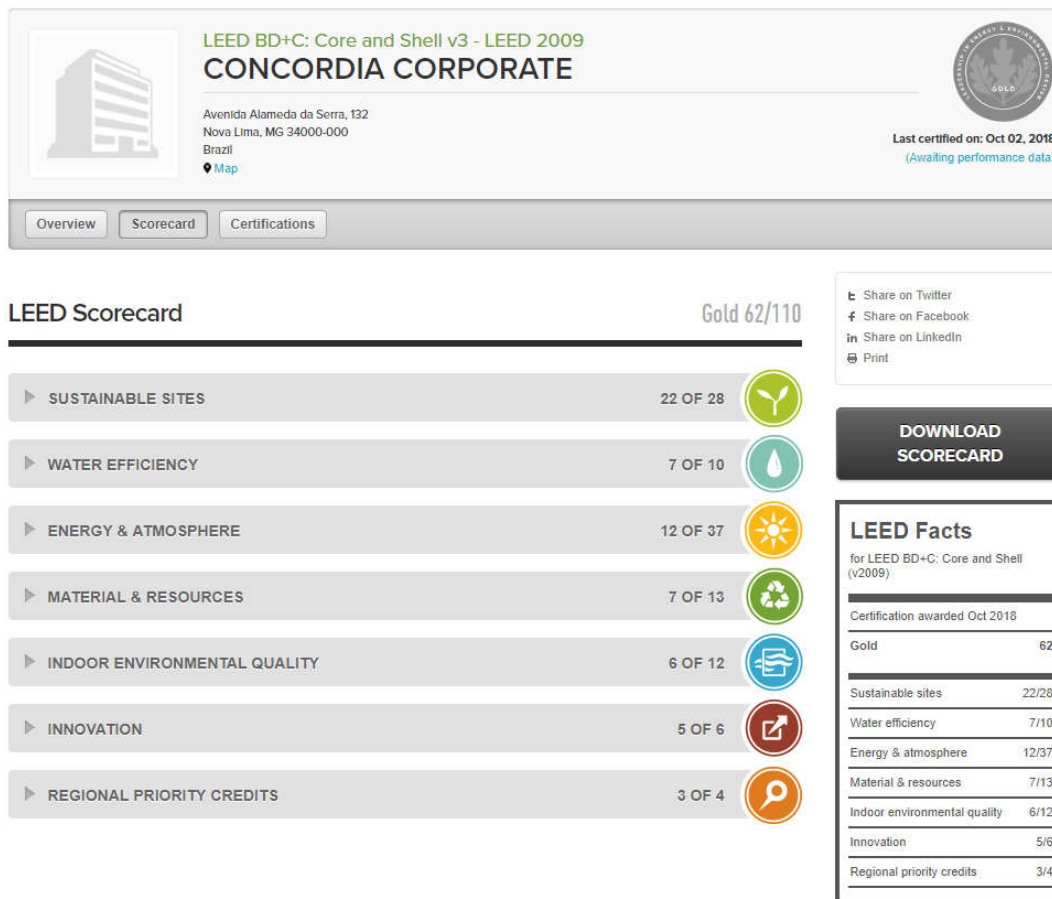 LEED BD+C: Core and Shell v3 - LEED 2009
CONCORDIA CORPORATE
Avenida Alameda da Serra, 132
Nova Lima, MG 34000-000
Brazil
Map
GOLD
Last certified on: Oct 02, 2018
(Awaiting performance data
Overview
Scorecard
Certifications
LEED Scorecard
Gold 62/110
SUSTAINABLE SITES 22 OF 28
WATER EFFICIENCY 7 OF 10
ENERGY & ATMOSPHERE 12 OF 37
MATERIAL & RESOURCES 7 OF 13
INDOOR ENVIRONMENTAL QUALITY 6 OF 12
INNOVATION 5 OF 6
REGIONAL PRIORITY CREDITS 3 OF 4
Share on Twitter
Share on Facebook
Share on LinkedIn
Print
DOWNLOAD
SCORECARD
LEED Facts
for LEED BD+C: Core and Shell
(v2009)
Certification awarded Oct 2018
Gold 62
Sustainable sites 22/28
Water efficiency 7/10
Energy & atmosphere 12/37
Material & resources 7/13
Indoor environmental quality 6/12
Innovation 5/6
Regional priority credits 3/4